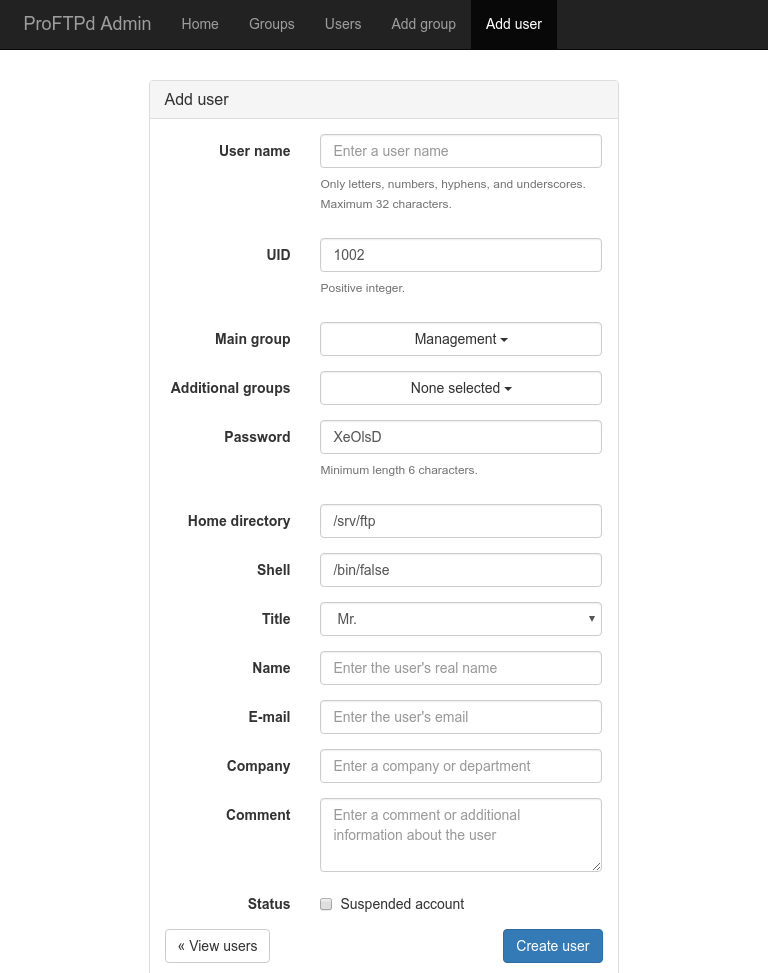 ProFTPd Admin Home Groups Users Add group Add user
Add user
User name Enter a user name
Only letters, numbers, hyphens, and underscores.
Maximum 32 characters.
UID 1002
Positive integer.
Main group Management
Additional groups None selected
Password XeOlsD
Minimum length 6 characters.
Home directory /srv/ftp
Shell /bin/false
Title Mr.
Name Enter the user's real name
E-mail Enter the user's email
Company Enter a company or department
Comment Enter a comment or additional
information about the user
Status Suspended account
« View users Create user